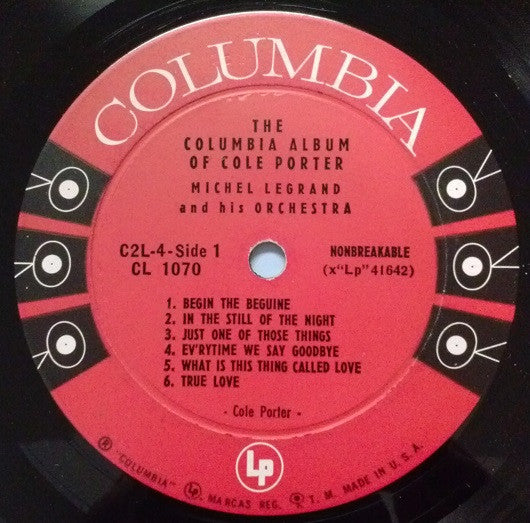 COLUMBIA
THE
COLUMBIA ALBUM
OF COLE PORTER
MICHEL LEGRAND
and his ORCHESTRA
C2L-4-Side 1
CL 1070
NONBREAKABLE
(x"Lp"41642)
1. BEGIN THE BEGUINE
2. IN THE STILL OF THE NIGHT
3. JUST ONE OF THOSE THINGS
4. EV'RYTIME WE SAY GOODBYE
5. WHAT IS THIS THING CALLED LOVE
6. TRUE LOVE
- Cole Porter -
Lp
® "COLUMBIA" Lp MARCAS REG. ® T. M. MADE IN U. S. A.